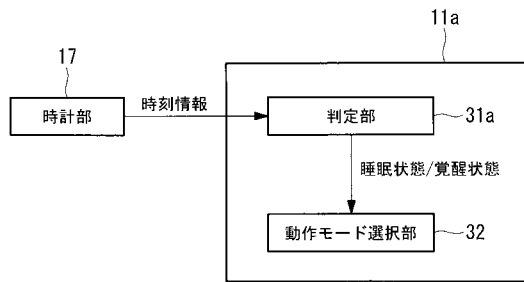 11a
17
時計部
時刻情報
判定部
31a
睡眠状態/覚醒状態
動作モード選択部
32